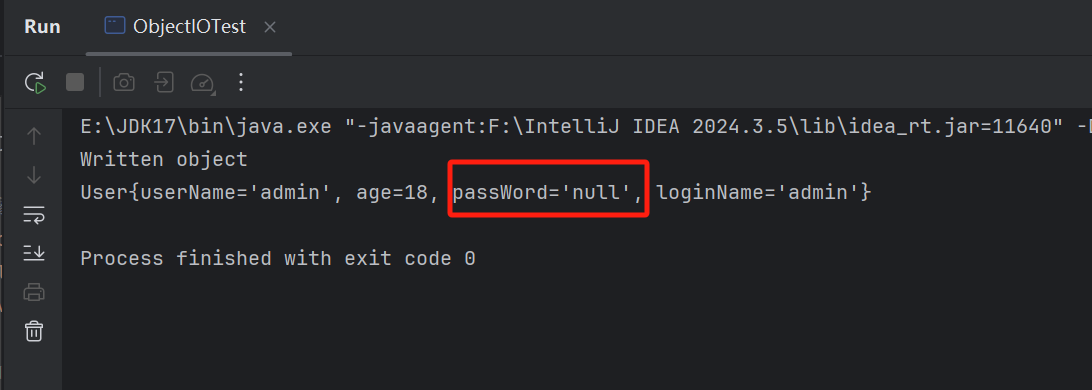 Run ObjectIOTest
E:\JDK17\bin\java.exe "-javaagent:F:\IntelliJ IDEA 2024.3.5\lib\idea_rt.jar=11640" -D
Written object
User{userName='admin', age=18, passWord='null', loginName='admin'}
Process finished with exit code 0